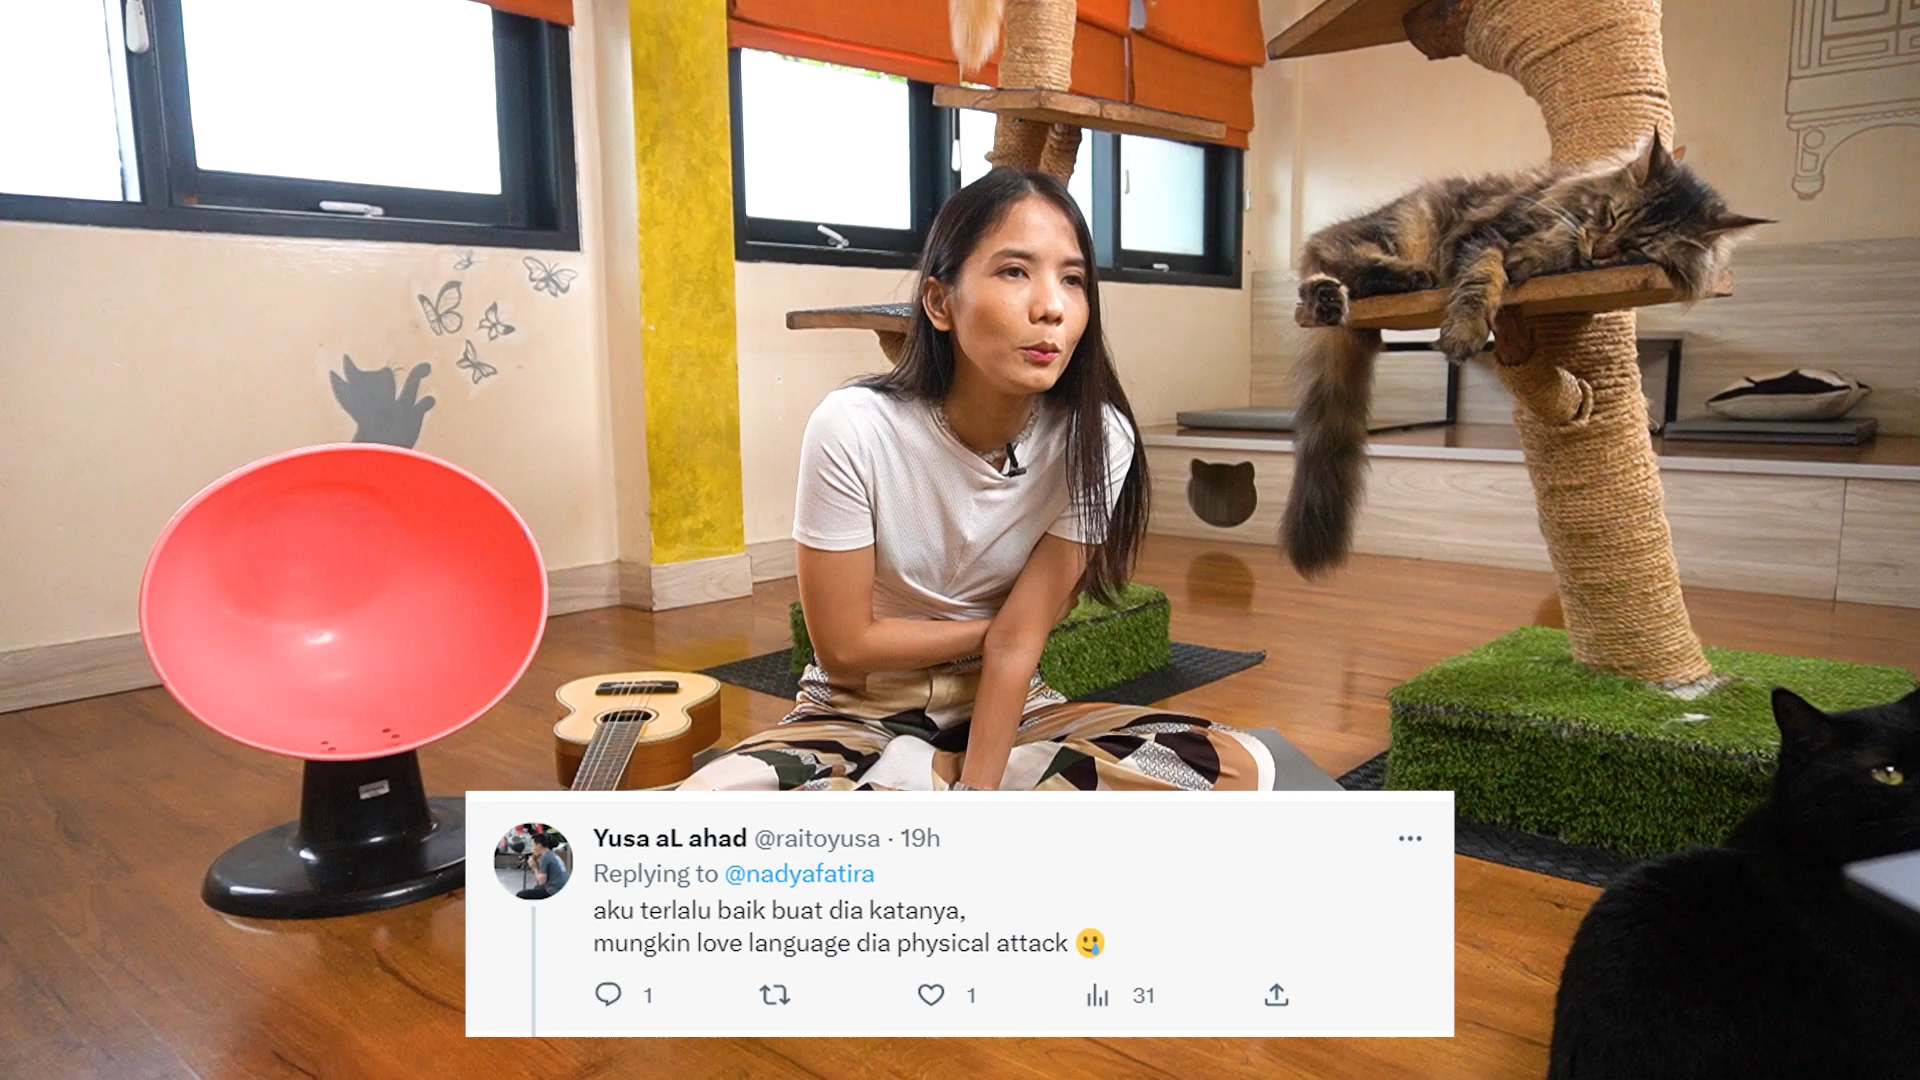 Yusa aL ahad @raitoyusa · 19h
Replying to @nadyafatira
aku terlalu baik buat dia katanya,
mungkin love language dia physical attack 🥲
1 1 31